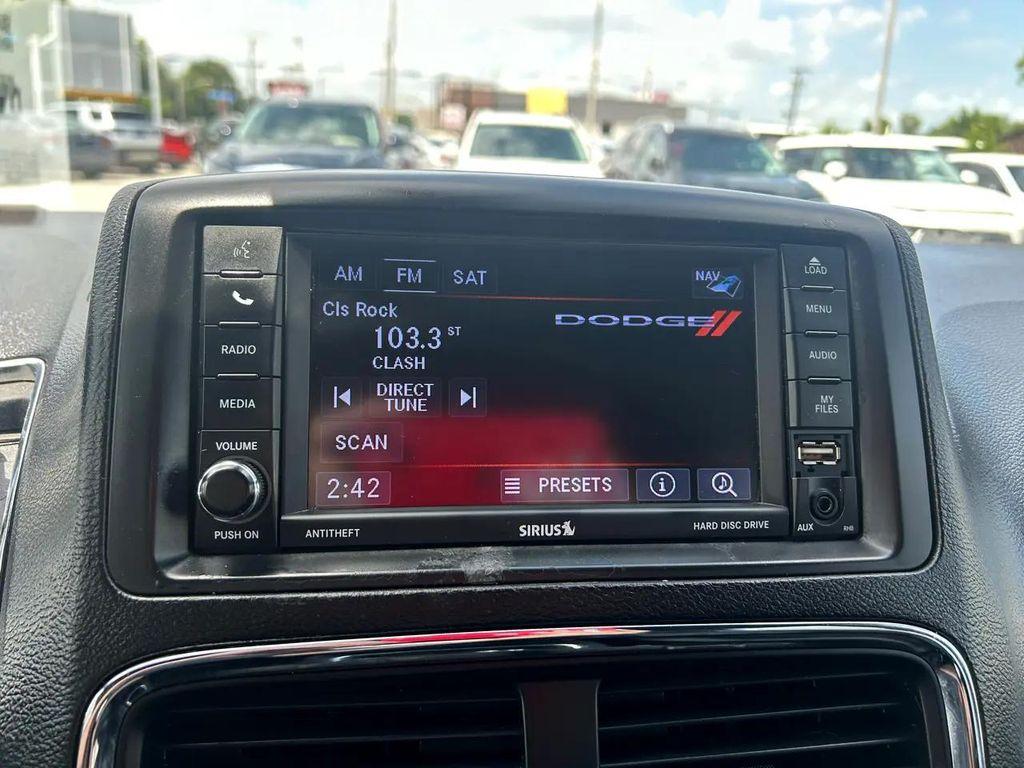 AM FM SAT NAV
Cls Rock
103.3 ST
CLASH
DODGE
DIRECT
TUNE
SCAN
2:42 PRESETS
RADIO
MEDIA
VOLUME
PUSH ON
LOAD
MENU
AUDIO
MY
FILES
AUX RHB
ANTITHEFT SIRIUS HARD DISC DRIVE